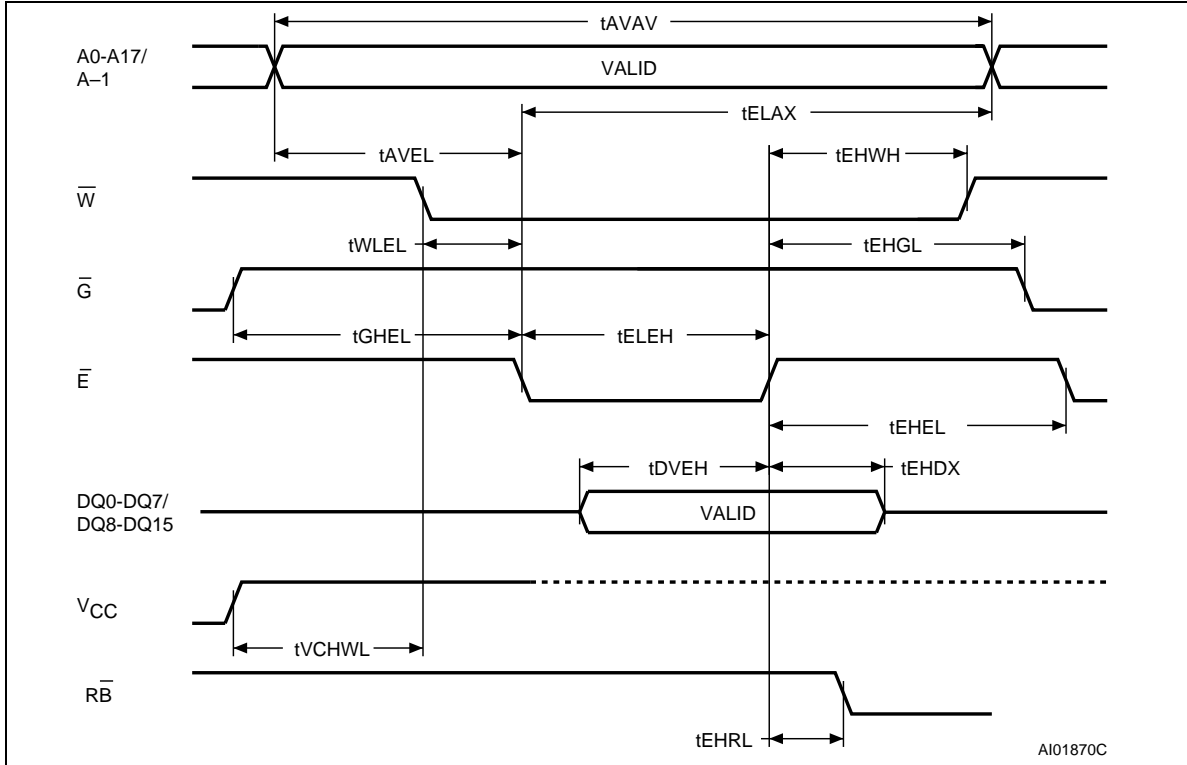 tAVAV
A0-A17/
A–1
VALID
tELAX
tAVEL
tEHWH
W̅
tWLEL
tEHGL
G̅
tGHEL
tELEH
E̅
tEHEL
tDVEH
tEHDX
DQ0-DQ7/
DQ8-DQ15
VALID
VCC
tVCHWL
RB̅
tEHRL
AI01870C